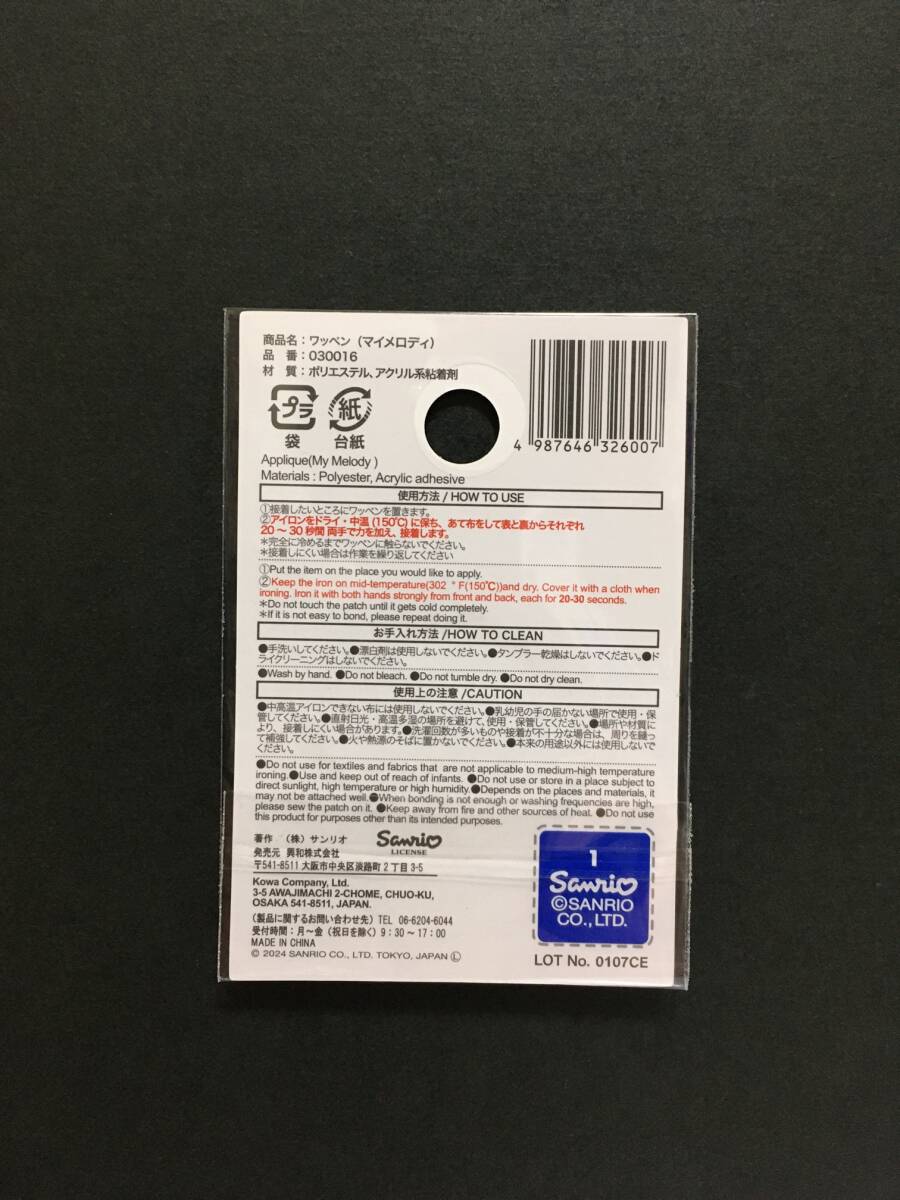 商品名：ワッペン（マイメロディ）
品　番：030016
材　質：ポリエステル、アクリル系粘着剤
プラ
紙
袋
台紙
4 987646 326007
Applique(My Melody )
Materials : Polyester, Acrylic adhesive
使用方法 / HOW TO USE
①接着したいところにワッペンを置きます。
②アイロンをドライ・中温 (150℃) に保ち、あて布をして表と裏からそれぞれ
20 〜 30 秒間 両手で力を加え、接着します。
＊完全に冷めるまでワッペンに触らないでください。
＊接着しにくい場合は作業を繰り返してください
①Put the item on the place you would like to apply.
②Keep the iron on mid-temperature(302 ° F(150℃))and dry. Cover it with a cloth when
ironing. Iron it with both hands strongly from front and back, each for 20-30 seconds.
＊Do not touch the patch until it gets cold completely.
＊If it is not easy to bond, please repeat doing it.
お手入れ方法 /HOW TO CLEAN
●手洗いしてください。●漂白剤は使用しないでください。●タンブラー乾燥はしないでください。●ド
ライクリーニングはしないでください。
●Wash by hand. ●Do not bleach. ●Do not tumble dry. ●Do not dry clean.
使用上の注意 /CAUTION
●中高温アイロンできない布には使用しないでください。●乳幼児の手の届かない場所で使用・保
管してください。●直射日光・高温多湿の場所を避けて、使用・保管してください。●場所や材質に
より、接着しにくい場合があります。●洗濯回数が多いものや接着が不十分な場合は、周りを縫っ
て補強してください。●火や熱源のそばに置かないでください。●本来の用途以外には使用しないで
ください。
●Do not use for textiles and fabrics that are not applicable to medium-high temperature
ironing.●Use and keep out of reach of infants. ●Do not use or store in a place subject to
direct sunlight, high temperature or high humidity.●Depends on the places and materials, it
may not be attached well.●When bonding is not enough or washing frequencies are high,
please sew the patch on it. ●Keep away from fire and other sources of heat. ●Do not use
this product for purposes other than its intended purposes.
著作　（株）サンリオ
Sanrio
LICENSE
発売元　興和株式会社
〒541-8511 大阪市中央区淡路町 2 丁目 3-5
Kowa Company, Ltd.
3-5 AWAJIMACHI 2-CHOME, CHUO-KU,
OSAKA 541-8511, JAPAN.
（製品に関するお問い合わせ先）TEL 06-6204-6044
受付時間：月〜金（祝日を除く）9：30〜17：00
MADE IN CHINA
© 2024 SANRIO CO., LTD. TOKYO, JAPAN Ⓛ
1
Sanrio
©SANRIO
CO.,LTD.
LOT No. 0107CE